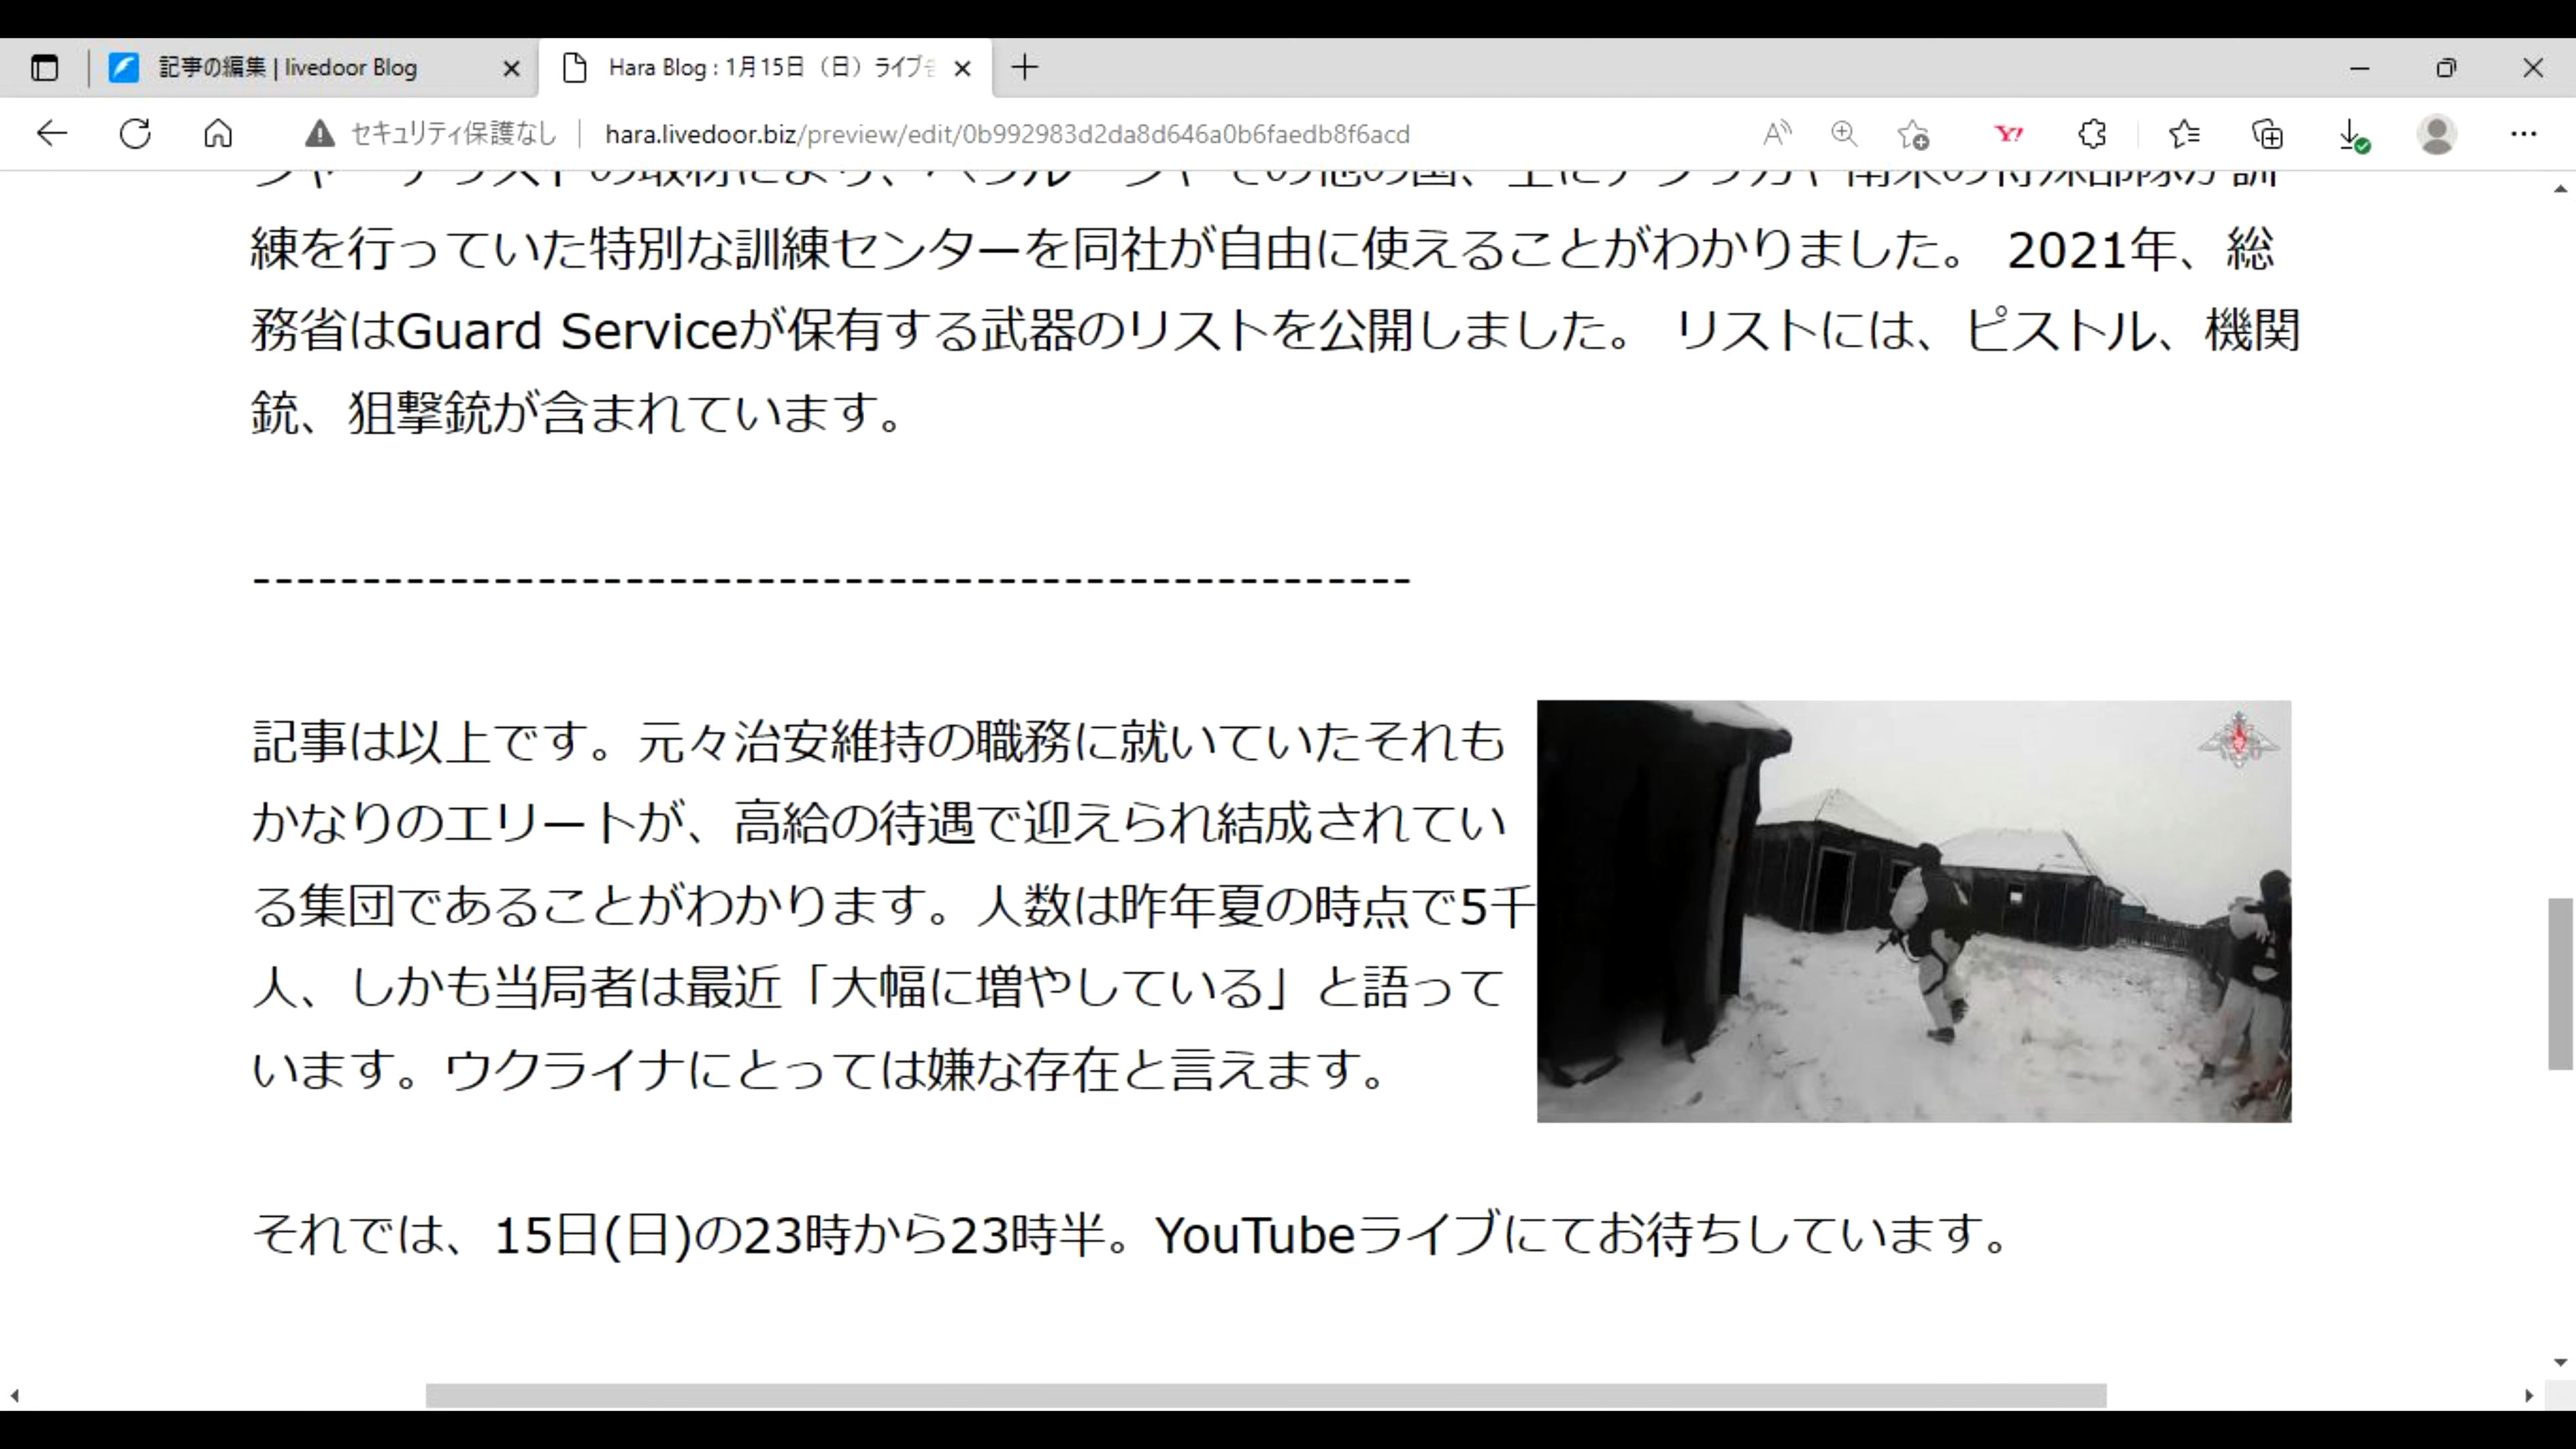 記事の編集 | livedoor Blog
Hara Blog : 1月15日（日）ライブ
セキュリティ保護なし
hara.livedoor.biz/preview/edit/0b992983d2da8d646a0b6faedb8f6acd
練を行っていた特別な訓練センターを同社が自由に使えることがわかりました。 2021年、総
務省はGuard Serviceが保有する武器のリストを公開しました。 リストには、ピストル、機関
銃、狙撃銃が含まれています。
------------------------------------------------------
記事は以上です。元々治安維持の職務に就いていたそれも
かなりのエリートが、高給の待遇で迎えられ結成されてい
る集団であることがわかります。人数は昨年夏の時点で5千
人、しかも当局者は最近「大幅に増やしている」と語って
います。ウクライナにとっては嫌な存在と言えます。
それでは、15日(日)の23時から23時半。YouTubeライブにてお待ちしています。